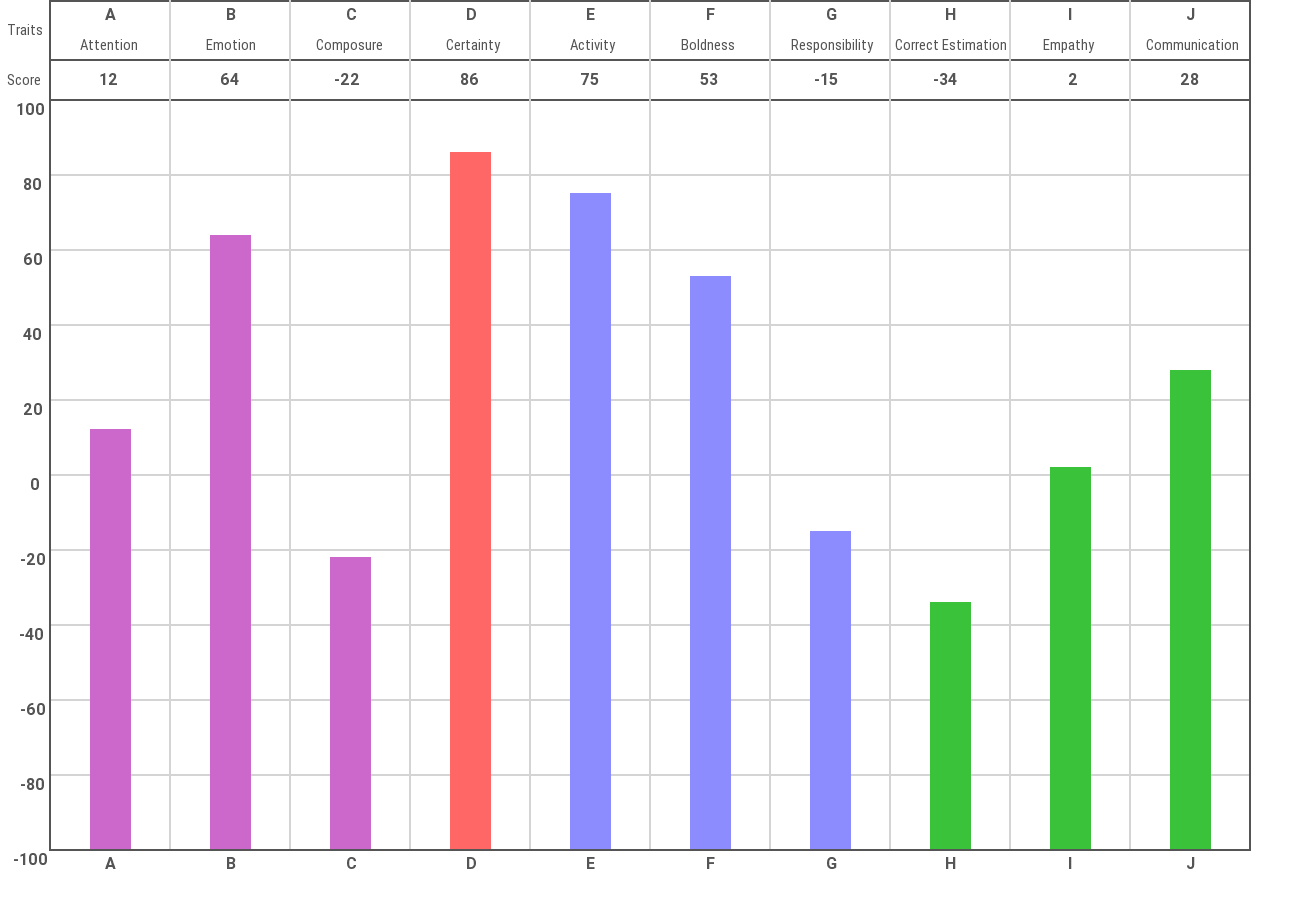 Traits A B C D E F G H I J
Attention Emotion Composure Certainty Activity Boldness Responsibility Correct Estimation Empathy Communication
Score 12 64 -22 86 75 53 -15 -34 2 28
100
80
60
40
20
0
-20
-40
-60
-80
-100
A B C D E F G H I J